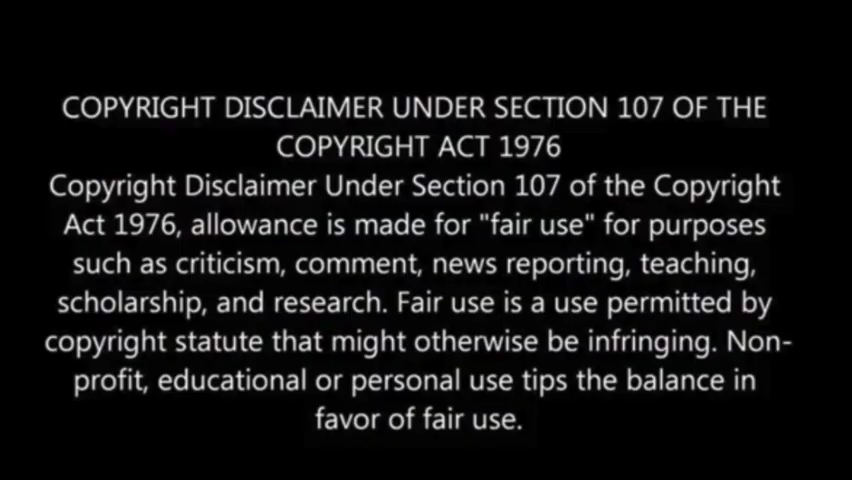 COPYRIGHT DISCLAIMER UNDER SECTION 107 OF THE
COPYRIGHT ACT 1976
Copyright Disclaimer Under Section 107 of the Copyright
Act 1976, allowance is made for "fair use" for purposes
such as criticism, comment, news reporting, teaching,
scholarship, and research. Fair use is a use permitted by
copyright statute that might otherwise be infringing. Non-
profit, educational or personal use tips the balance in
favor of fair use.